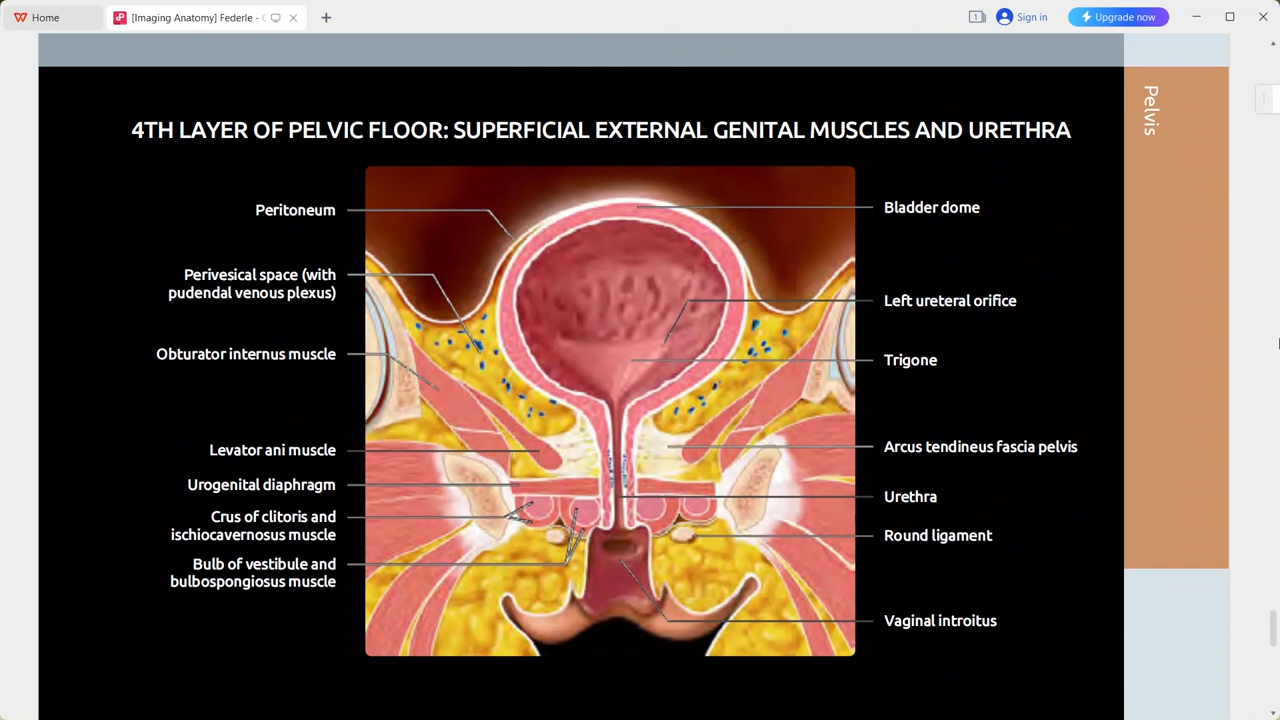 Home
[Imaging Anatomy] Federle -
1
Sign in
Upgrade now
Pelvis
4TH LAYER OF PELVIC FLOOR: SUPERFICIAL EXTERNAL GENITAL MUSCLES AND URETHRA
Peritoneum
Perivesical space (with
pudendal venous plexus)
Obturator internus muscle
Levator ani muscle
Urogenital diaphragm
Crus of clitoris and
ischiocavernosus muscle
Bulb of vestibule and
bulbospongiosus muscle
Bladder dome
Left ureteral orifice
Trigone
Arcus tendineus fascia pelvis
Urethra
Round ligament
Vaginal introitus